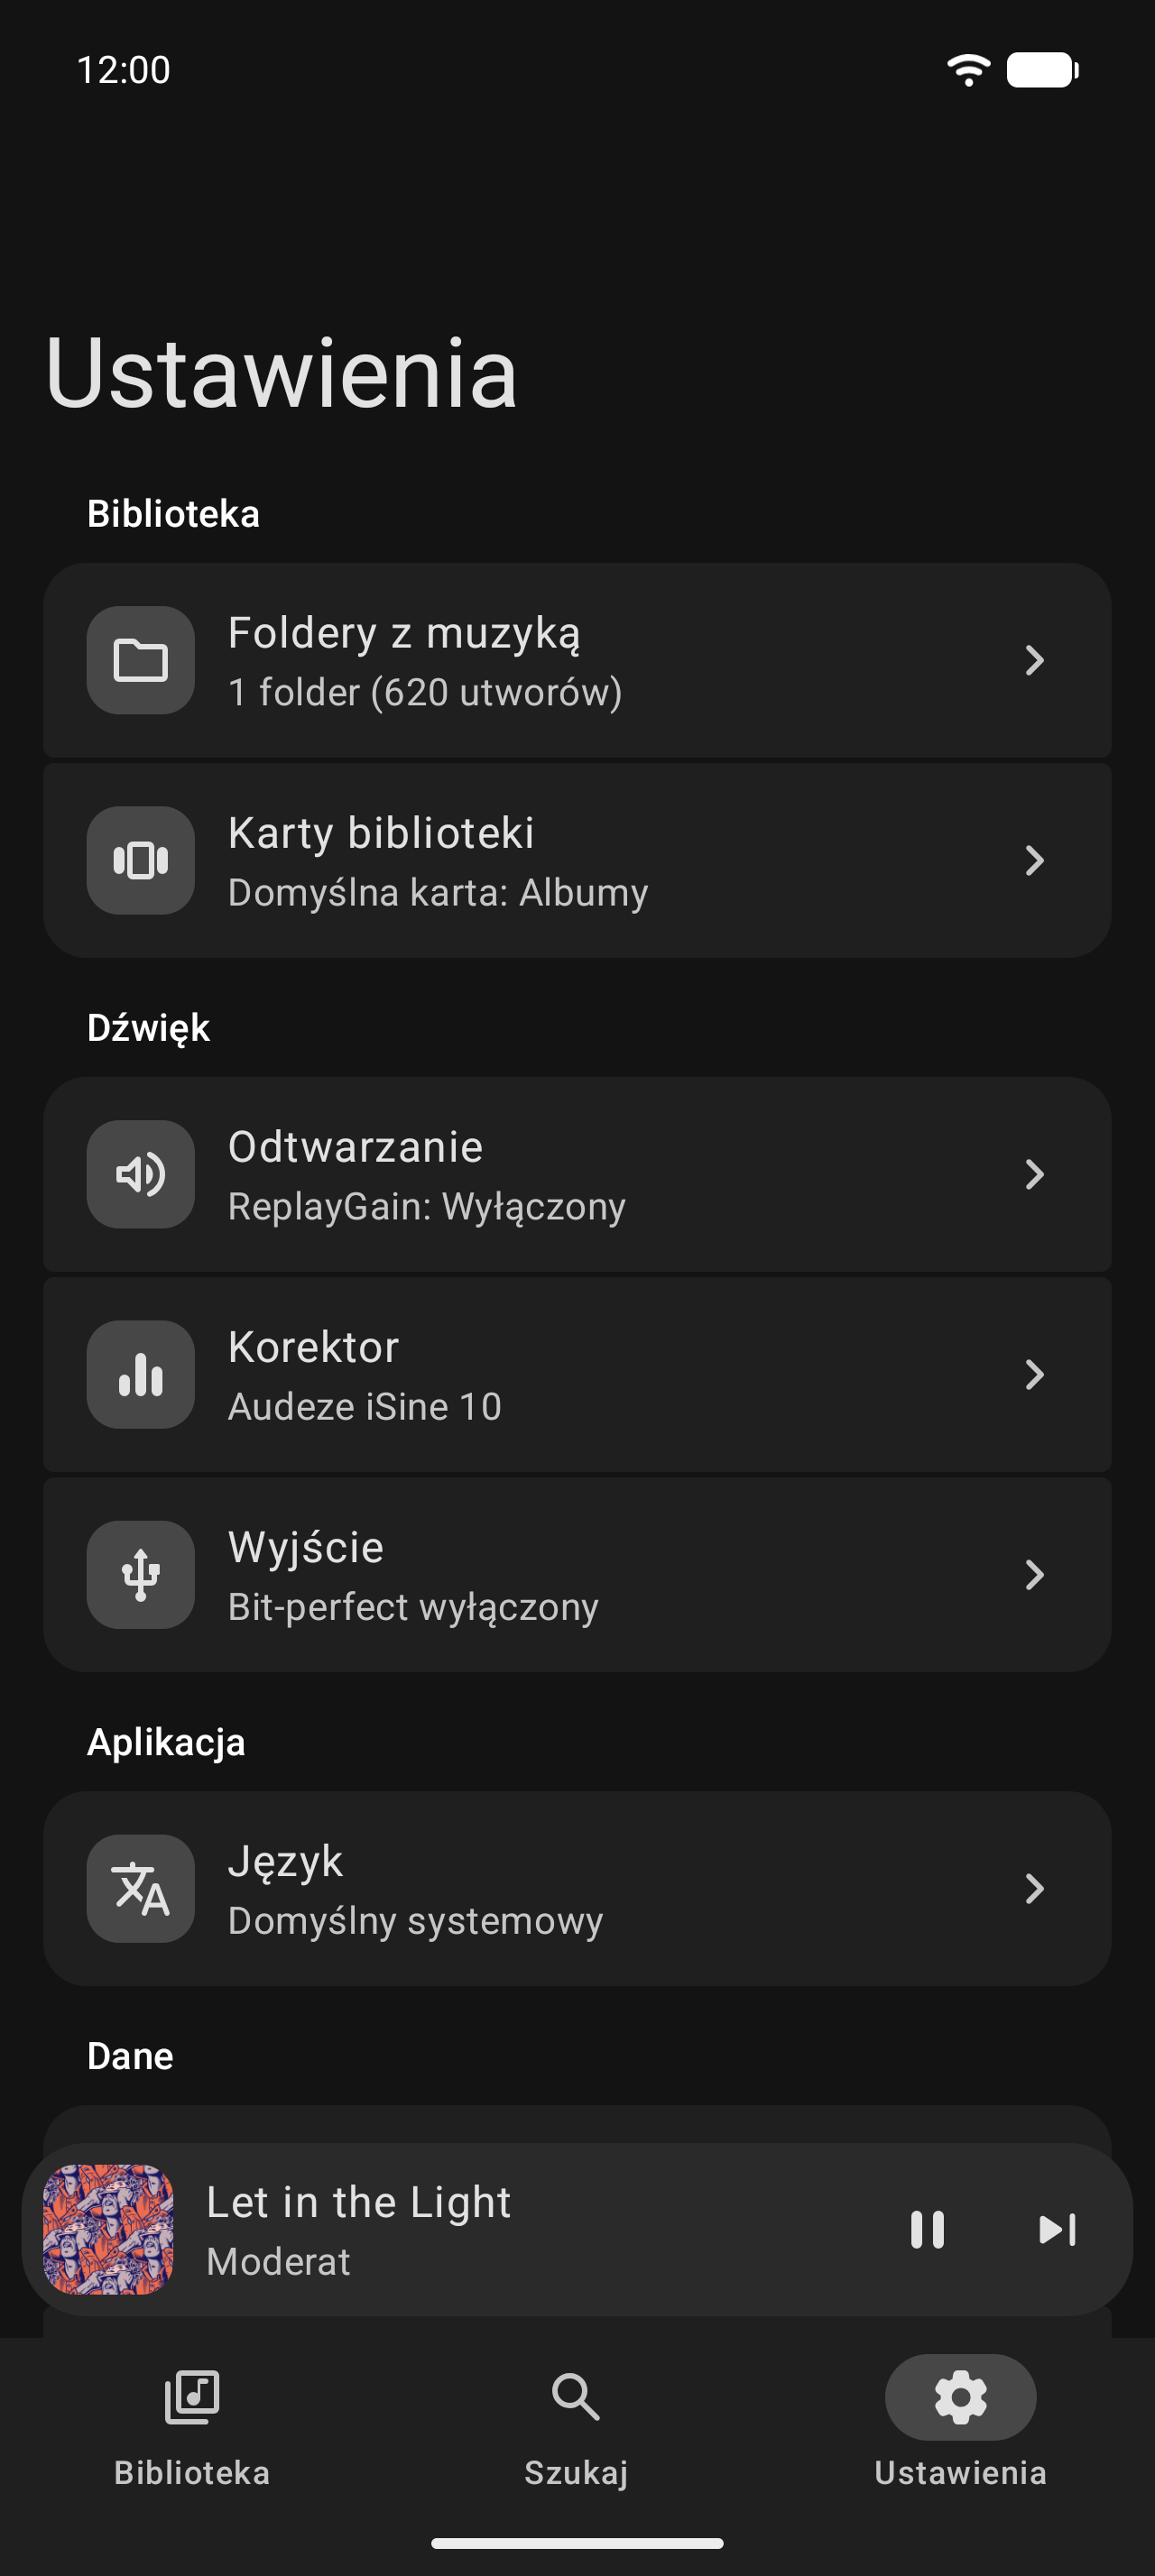 12:00
Ustawienia
Biblioteka
Foldery z muzyką
1 folder (620 utworów)
Karty biblioteki
Domyślna karta: Albumy
Dźwięk
Odtwarzanie
ReplayGain: Wyłączony
Korektor
Audeze iSine 10
Wyjście
Bit-perfect wyłączony
Aplikacja
Język
Domyślny systemowy
Dane
Let in the Light
Moderat
Biblioteka
Szukaj
Ustawienia